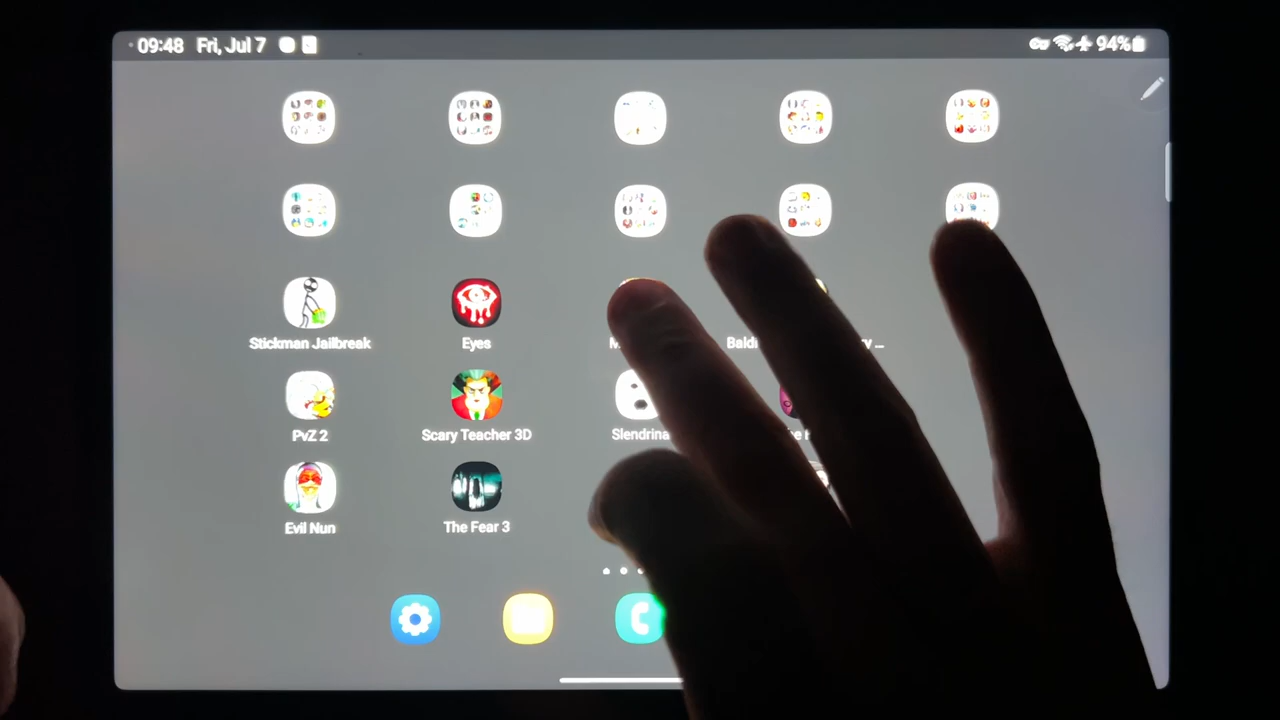 09:48 Fri, Jul 7 94%
Stickman Jailbreak Eyes
PvZ 2 Scary Teacher 3D Slendrina
Evil Nun The Fear 3